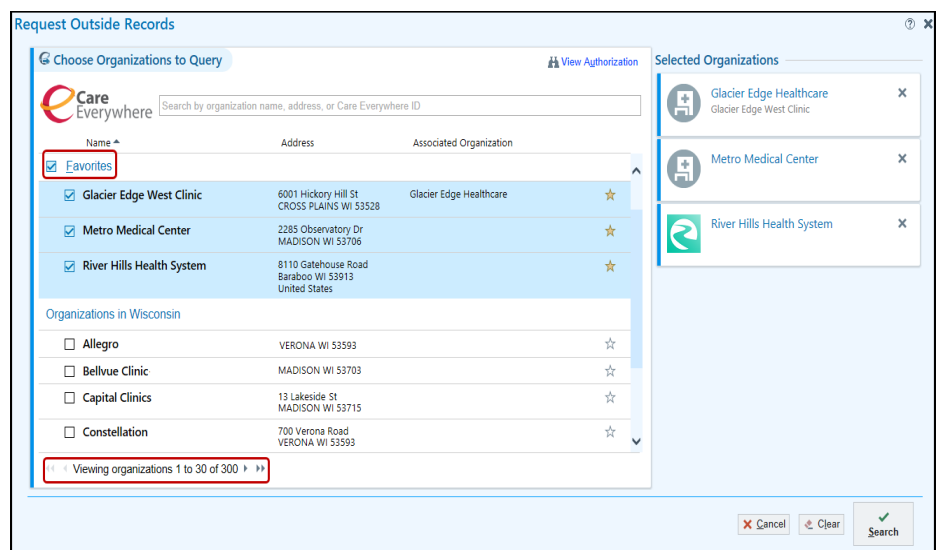 Request Outside Records
Choose Organizations to Query
View Authorization
Care
Everywhere
Search by organization name, address, or Care Everywhere ID
Name Address Associated Organization
Favorites
Glacier Edge West Clinic 6001 Hickory Hill St Glacier Edge Healthcare
CROSS PLAINS WI 53528
Metro Medical Center 2285 Observatory Dr
MADISON WI 53706
River Hills Health System 8110 Gatehouse Road
Baraboo WI 53913
United States
Organizations in Wisconsin
Allegro VERONA WI 53593
Bellvue Clinic MADISON WI 53703
Capital Clinics 13 Lakeside St
MADISON WI 53715
Constellation 700 Verona Road
VERONA WI 53593
Viewing organizations 1 to 30 of 300
Selected Organizations
Glacier Edge Healthcare
Glacier Edge West Clinic
Metro Medical Center
River Hills Health System
Cancel Clear Search